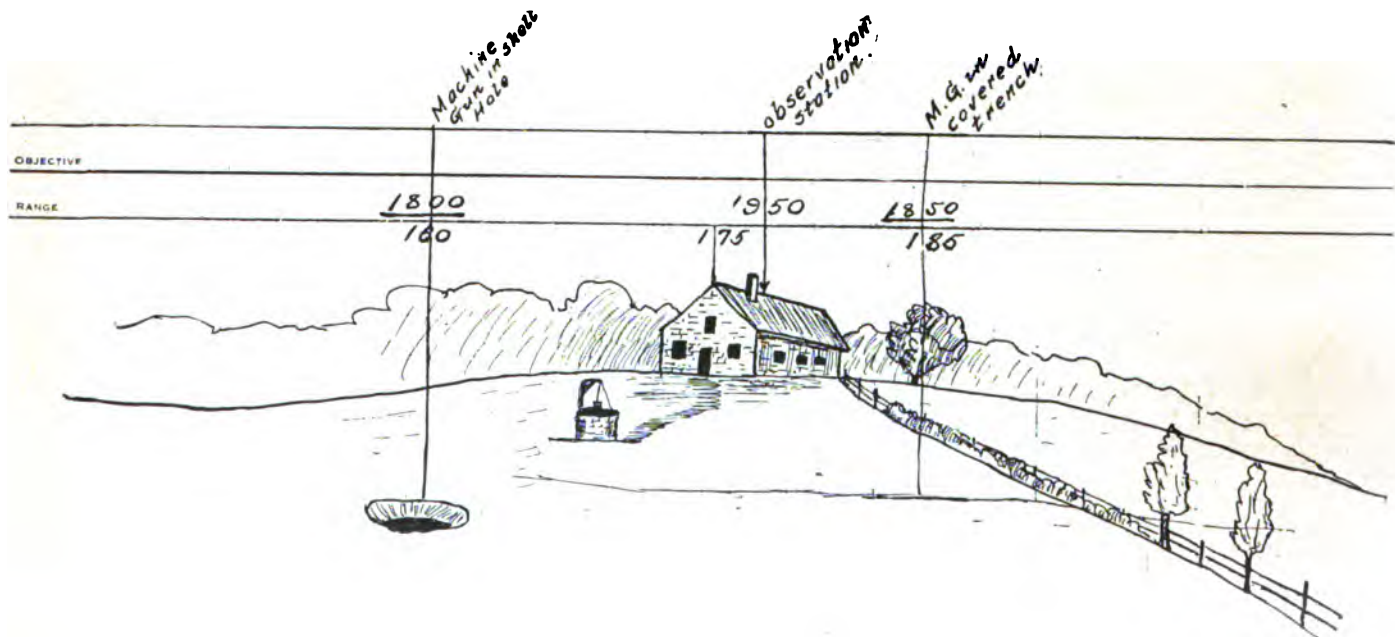 Machine
Gun in shell
Hole
observation
station.
M.G. in
covered
trench.
OBJECTIVE
RANGE
1800
1950
1850
160
175
185